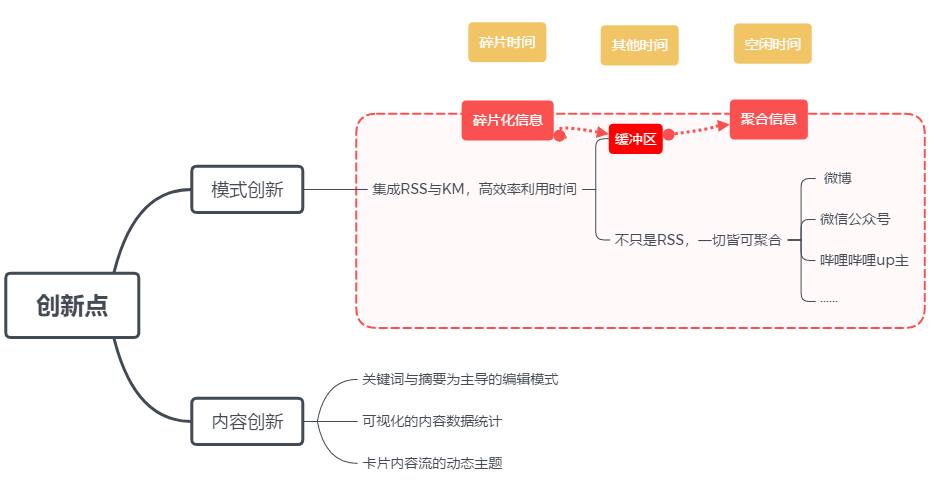 碎片时间
其他时间
空闲时间
碎片化信息
缓冲区
聚合信息
模式创新
集成RSS与KM，高效率利用时间
微博
微信公众号
不只是RSS，一切皆可聚合
哔哩哔哩up主
......
创新点
关键词与摘要为主导的编辑模式
内容创新
可视化的内容数据统计
卡片内容流的动态主题